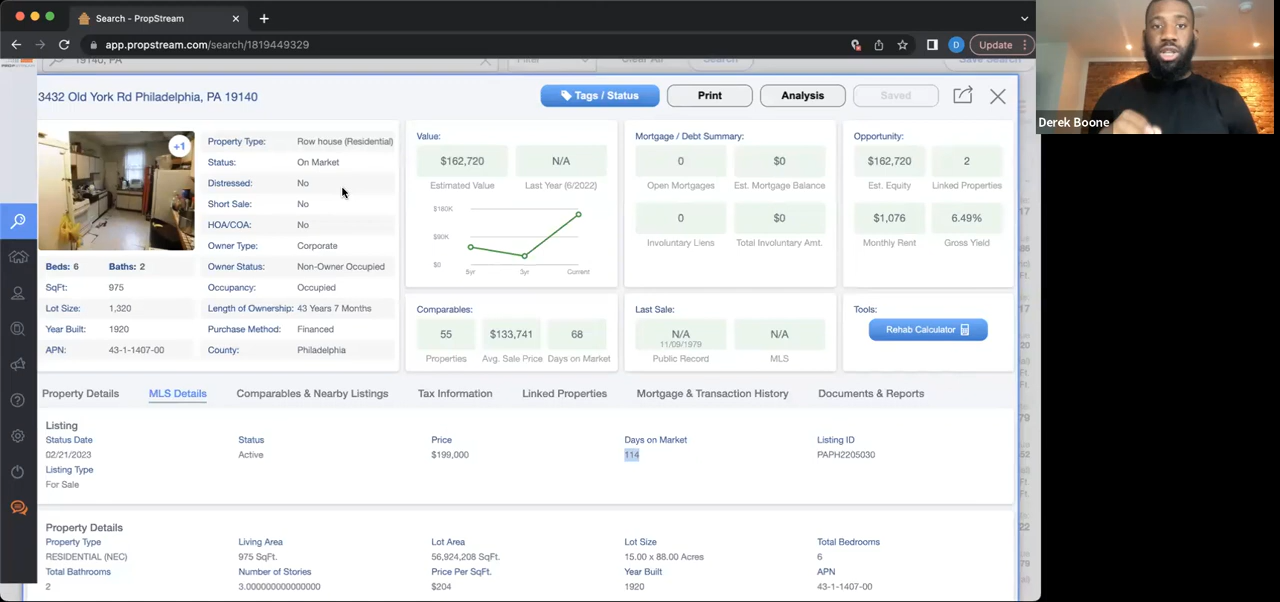 Search - PropStream
app.propstream.com/search/1819449329
Update
D
19140, PA
Filter
Clear All
Search
Save Search
Derek Boone
3432 Old York Rd Philadelphia, PA 19140
Tags / Status
Print
Analysis
Saved
+1
Beds: 6 Baths: 2
SqFt: 975
Lot Size: 1,320
Year Built: 1920
APN: 43-1-1407-00
Property Type: Row house (Residential)
Status: On Market
Distressed: No
Short Sale: No
HOA/COA: No
Owner Type: Corporate
Owner Status: Non-Owner Occupied
Occupancy: Occupied
Length of Ownership: 43 Years 7 Months
Purchase Method: Financed
County: Philadelphia
Value:
$162,720 N/A
Estimated Value Last Year (6/2022)
$180K
$90K
$0
5yr 3yr Current
Comparables:
55 $133,741 68
Properties Avg. Sale Price Days on Market
Mortgage / Debt Summary:
0 $0
Open Mortgages Est. Mortgage Balance
0 $0
Involuntary Liens Total Involuntary Amt.
Last Sale:
N/A N/A
11/09/1979
Public Record MLS
Opportunity:
$162,720 2
Est. Equity Linked Properties
$1,076 6.49%
Monthly Rent Gross Yield
Tools:
Rehab Calculator
Property Details MLS Details Comparables & Nearby Listings Tax Information Linked Properties Mortgage & Transaction History Documents & Reports
Listing
Status Date Status Price Days on Market Listing ID
02/21/2023 Active $199,000 114 PAPH2205030
Listing Type
For Sale
Property Details
Property Type Living Area Lot Area Lot Size Total Bedrooms
RESIDENTIAL (NEC) 975 SqFt. 56,924,208 SqFt. 15.00 x 88.00 Acres 6
Total Bathrooms Number of Stories Price Per SqFt. Year Built APN
2 3.000000000000000 $204 1920 43-1-1407-00